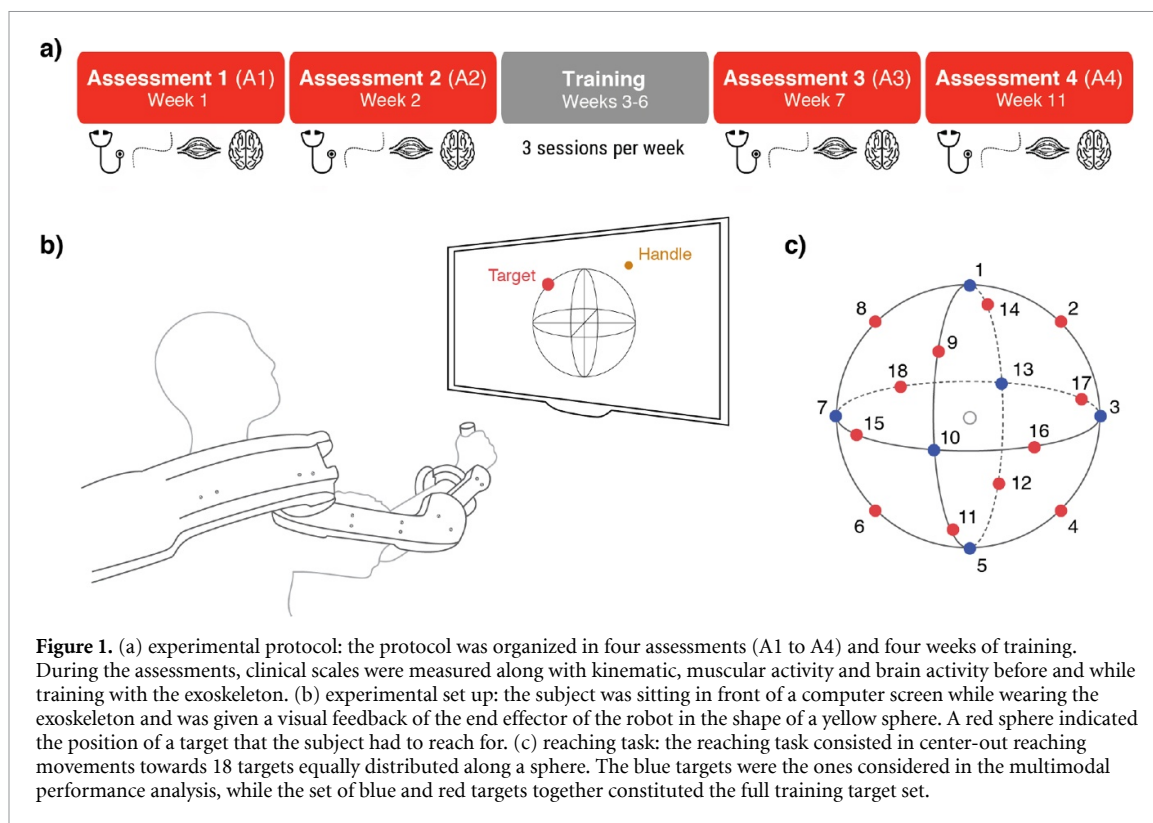 a)
Assessment 1 (A1)
Week 1
Assessment 2 (A2)
Week 2
Training
Weeks 3-6
3 sessions per week
Assessment 3 (A3)
Week 7
Assessment 4 (A4)
Week 11
b)
Target
Handle
c)
1
14
2
8
9
18
13
17
7
3
15
10
16
12
6
11
4
5
Figure 1. (a) experimental protocol: the protocol was organized in four assessments (A1 to A4) and four weeks of training.
During the assessments, clinical scales were measured along with kinematic, muscular activity and brain activity before and while
training with the exoskeleton. (b) experimental set up: the subject was sitting in front of a computer screen while wearing the
exoskeleton and was given a visual feedback of the end effector of the robot in the shape of a yellow sphere. A red sphere indicated
the position of a target that the subject had to reach for. (c) reaching task: the reaching task consisted in center-out reaching
movements towards 18 targets equally distributed along a sphere. The blue targets were the ones considered in the multimodal
performance analysis, while the set of blue and red targets together constituted the full training target set.